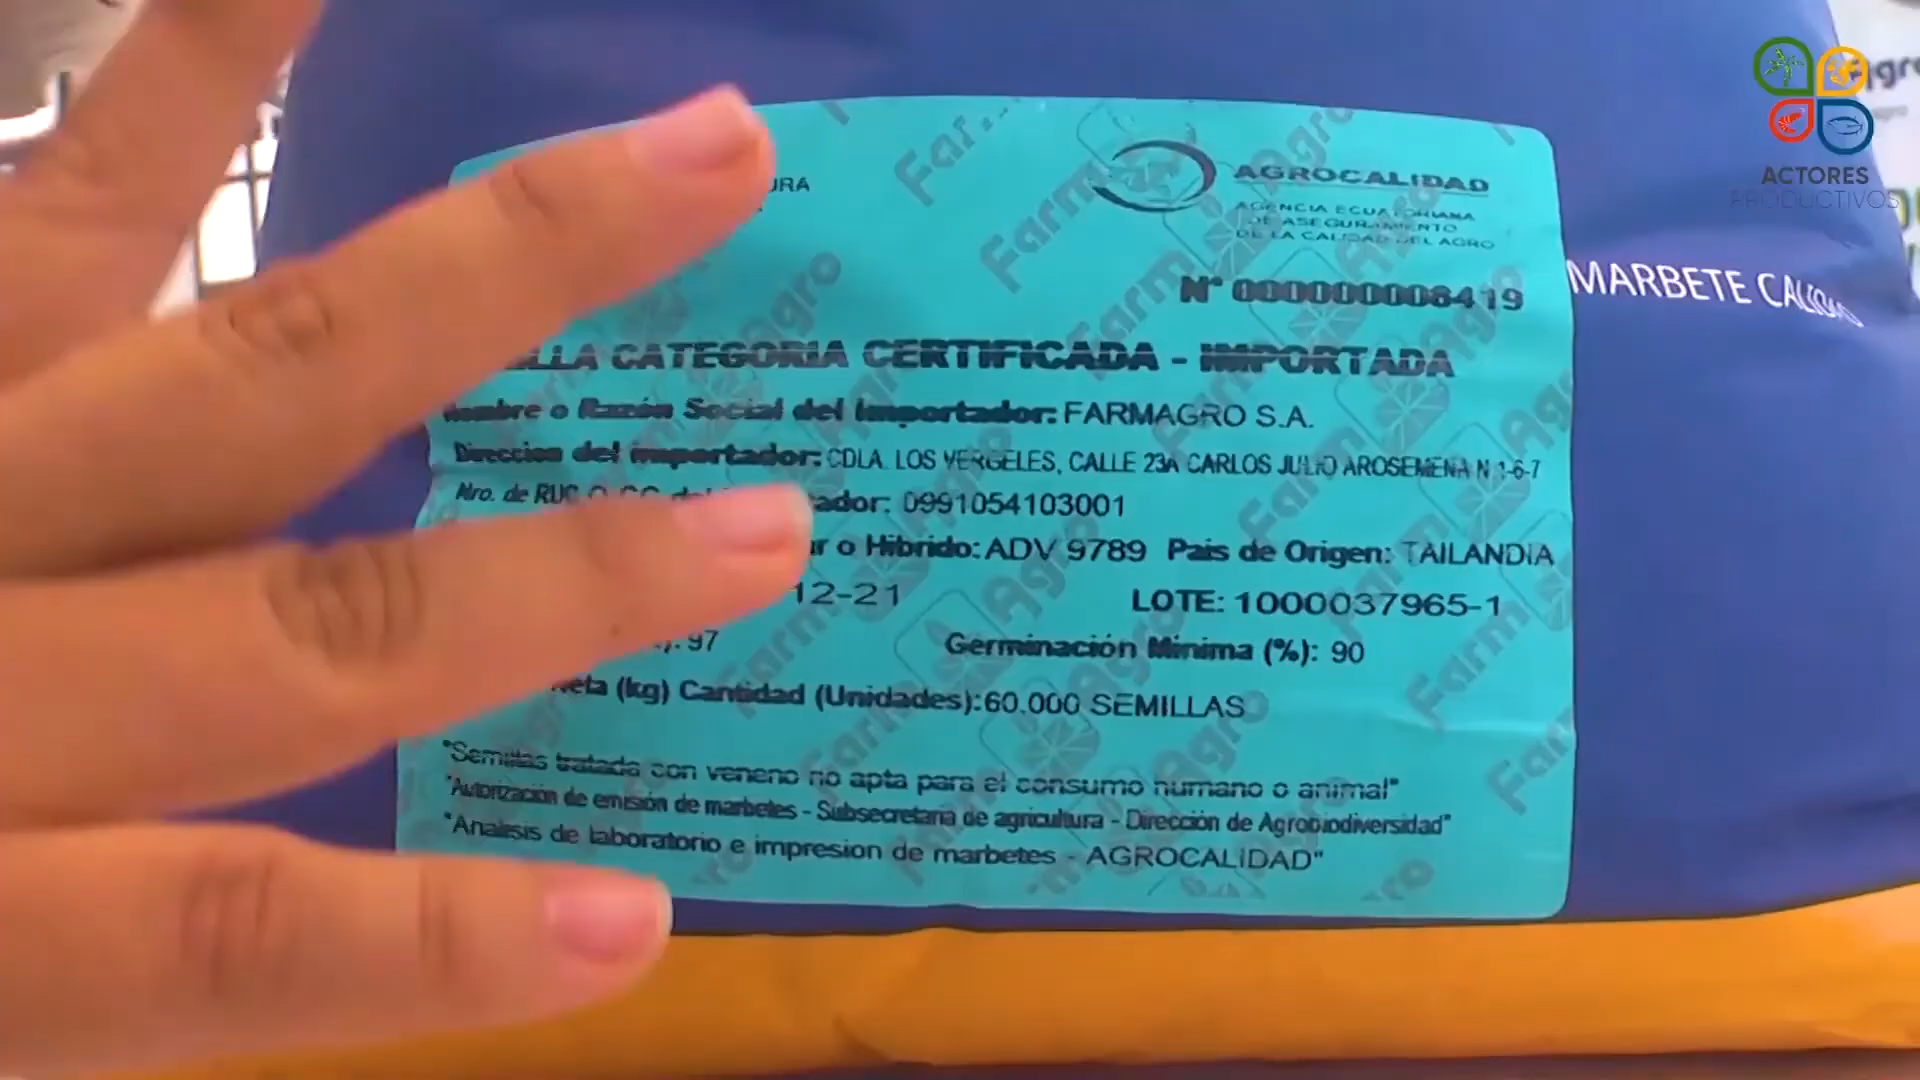 ACTORES
PRODUCTIVOS
AGROCALIDAD
AGENCIA ECUATORIANA
DE ASEGURAMIENTO
DE LA CALIDAD DEL AGRO
N° 000000008419
MARBETE
CATEGORIA CERTIFICADA - IMPORTADA
Nombre o Razón Social del Importador: FARMAGRO S.A.
Direccion del importador: CDLA. LOS VERGELES, CALLE 23A CARLOS JULIO AROSEMENA N 1-6-7
Nro. de RUC 0991054103001
o Hibrido: ADV 9789 Pais de Origen: TAILANDIA
12-21 LOTE: 1000037965-1
97 Germinación Minima (%): 90
(kg) Cantidad (Unidades): 60.000 SEMILLAS
"Semillas tratada con veneno no apta para el consumo humano o animal"
"Autorización de emisión de marbetes - Subsecretaria de agricultura - Dirección de Agrobiodiversidad"
"Analisis de laboratorio e impresion de marbetes - AGROCALIDAD"